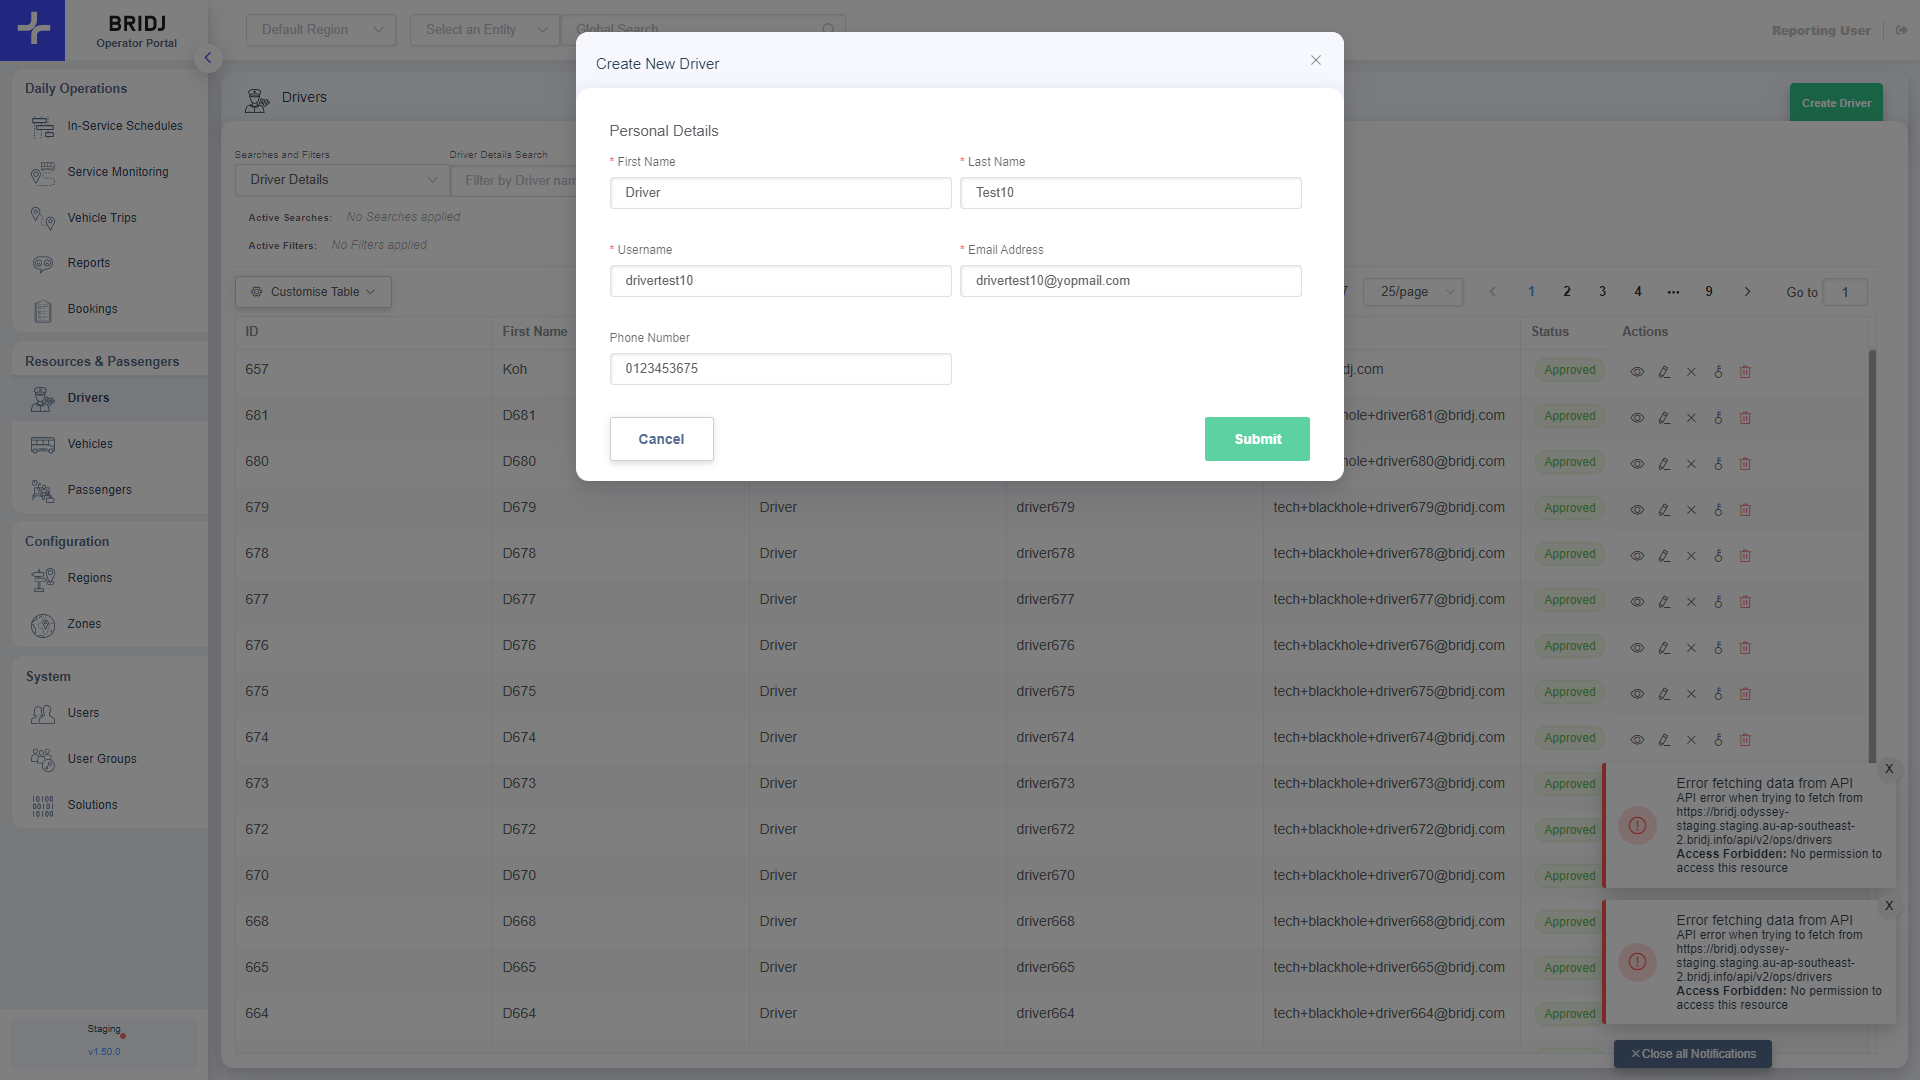 BRIDJ
Operator Portal
Default Region
Select an Entity
Global Search
Reporting User
Daily Operations
In-Service Schedules
Service Monitoring
Vehicle Trips
Reports
Bookings
Resources & Passengers
Drivers
Vehicles
Passengers
Configuration
Regions
Zones
System
Users
User Groups
Solutions
Staging
v1.50.0
Drivers
Create Driver
Searches and Filters
Driver Details Search
Driver Details
Filter by Driver nam
Active Searches: No Searches applied
Active Filters: No Filters applied
Customise Table
7 25/page 1 2 3 4 ••• 9 Go to 1
ID First Name Status Actions
657 Koh dj.com Approved
681 D681 hole+driver681@bridj.com Approved
680 D680 hole+driver680@bridj.com Approved
679 D679 Driver driver679 tech+blackhole+driver679@bridj.com Approved
678 D678 Driver driver678 tech+blackhole+driver678@bridj.com Approved
677 D677 Driver driver677 tech+blackhole+driver677@bridj.com Approved
676 D676 Driver driver676 tech+blackhole+driver676@bridj.com Approved
675 D675 Driver driver675 tech+blackhole+driver675@bridj.com Approved
674 D674 Driver driver674 tech+blackhole+driver674@bridj.com Approved
673 D673 Driver driver673 tech+blackhole+driver673@bridj.com Approved
672 D672 Driver driver672 tech+blackhole+driver672@bridj.com Approved
670 D670 Driver driver670 tech+blackhole+driver670@bridj.com Approved
668 D668 Driver driver668 tech+blackhole+driver668@bridj.com Approved
665 D665 Driver driver665 tech+blackhole+driver665@bridj.com Approved
664 D664 Driver driver664 tech+blackhole+driver664@bridj.com Approved
Create New Driver
Personal Details
* First Name
* Last Name
Driver
Test10
* Username
* Email Address
drivertest10
drivertest10@yopmail.com
Phone Number
0123453675
Cancel
Submit
X
Error fetching data from API
API error when trying to fetch from
https://bridj.odyssey-
staging.staging.au-ap-southeast-
2.bridj.info/api/v2/ops/drivers
Access Forbidden: No permission to
access this resource
X
Error fetching data from API
API error when trying to fetch from
https://bridj.odyssey-
staging.staging.au-ap-southeast-
2.bridj.info/api/v2/ops/drivers
Access Forbidden: No permission to
access this resource
Close all Notifications